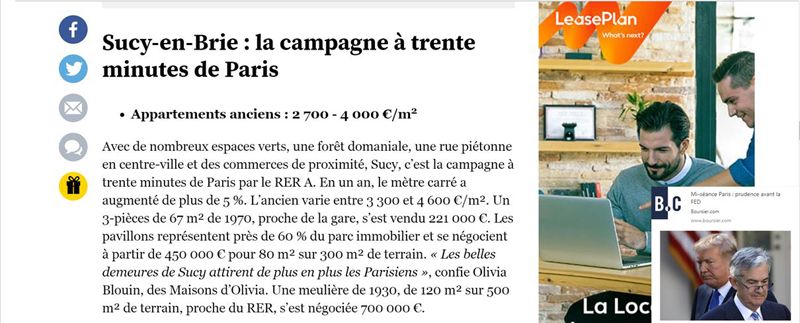 Sucy-en-Brie : la campagne à trente
minutes de Paris
• Appartements anciens : 2 700 - 4 000 €/m²
Avec de nombreux espaces verts, une forêt domaniale, une rue piétonne
en centre-ville et des commerces de proximité, Sucy, c’est la campagne à
trente minutes de Paris par le RER A. En un an, le mètre carré a
augmenté de plus de 5 %. L’ancien varie entre 3 300 et 4 600 €/m². Un
3-pièces de 67 m² de 1970, proche de la gare, s’est vendu 221 000 €. Les
pavillons représentent près de 60 % du parc immobilier et se négocient
à partir de 450 000 € pour 80 m² sur 300 m² de terrain. « Les belles
demeures de Sucy attirent de plus en plus les Parisiens », confie Olivia
Blouin, des Maisons d’Olivia. Une meulière de 1930, de 120 m² sur 500
m² de terrain, proche du RER, s’est négociée 700 000 €.
LeasePlan
What's next?
B&C
Mi-séance Paris : prudence avant la
FED
Boursier.com
www.boursier.com
La Loc